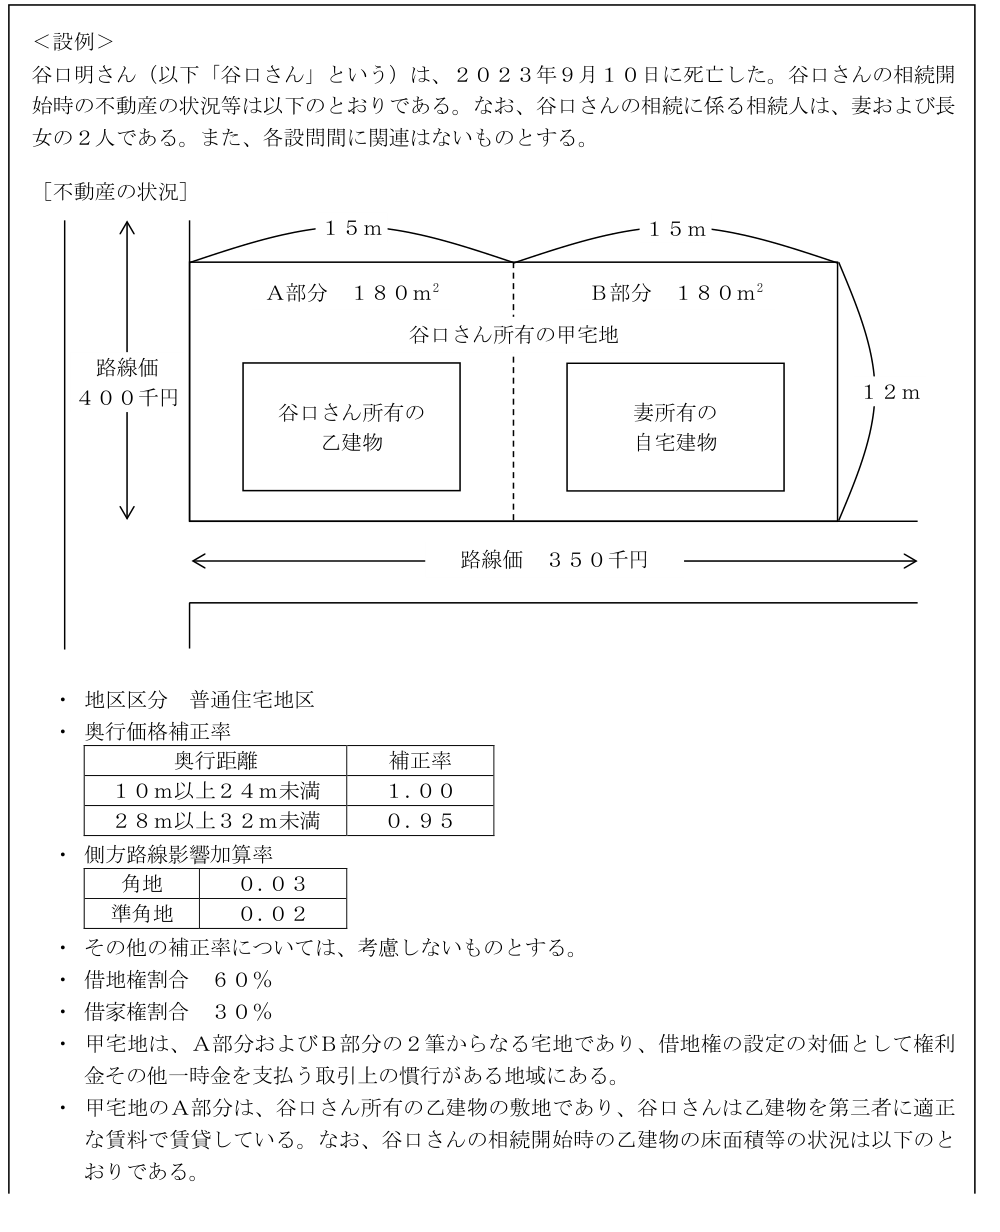 ＜設例＞
谷口明さん（以下「谷口さん」という）は、２０２３年９月１０日に死亡した。谷口さんの相続開
始時の不動産の状況等は以下のとおりである。なお、谷口さんの相続に係る相続人は、妻および長
女の２人である。また、各設問間に関連はないものとする。
［不動産の状況］
１５ｍ
１５ｍ
Ａ部分　１８０ｍ²
Ｂ部分　１８０ｍ²
谷口さん所有の甲宅地
路線価
４００千円
谷口さん所有の
乙建物
妻所有の
自宅建物
１２ｍ
路線価　３５０千円
・ 地区区分　普通住宅地区
・ 奥行価格補正率
奥行距離　補正率
１０ｍ以上２４ｍ未満　１.００
２８ｍ以上３２ｍ未満　０.９５
・ 側方路線影響加算率
角地　０.０３
準角地　０.０２
・ その他の補正率については、考慮しないものとする。
・ 借地権割合　６０％
・ 借家権割合　３０％
・ 甲宅地は、Ａ部分およびＢ部分の２筆からなる宅地であり、借地権の設定の対価として権利
金その他一時金を支払う取引上の慣行がある地域にある。
・ 甲宅地のＡ部分は、谷口さん所有の乙建物の敷地であり、谷口さんは乙建物を第三者に適正
な賃料で賃貸している。なお、谷口さんの相続開始時の乙建物の床面積等の状況は以下のと
おりである。